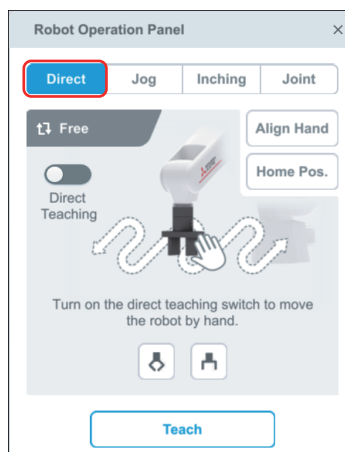 Robot Operation Panel
Direct
Jog
Inching
Joint
Free
Align Hand
Home Pos.
Direct
Teaching
Turn on the direct teaching switch to move
the robot by hand.
Teach